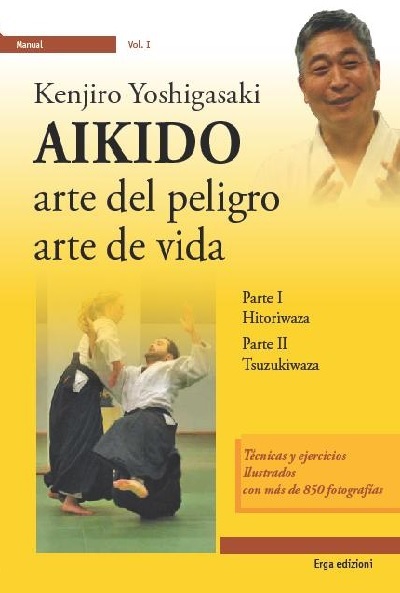 Manual Vol. I
Kenjiro Yoshigasaki
AIKIDO
arte del peligro
arte de vida
Parte I
Hitoriwaza
Parte II
Tsuzukiwaza
Técnicas y ejercicios
Ilustrados
con más de 850 fotografías
Erga edizioni